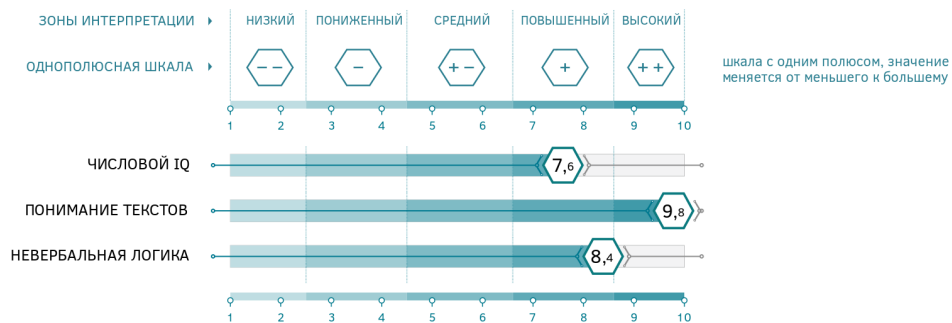 ЗОНЫ ИНТЕРПРЕТАЦИИ НИЗКИЙ ПОНИЖЕННЫЙ СРЕДНИЙ ПОВЫШЕННЫЙ ВЫСОКИЙ
ОДНОПОЛЮСНАЯ ШКАЛА - - - + - + + + шкала с одним полюсом, значение
меняется от меньшего к большему
1 2 3 4 5 6 7 8 9 10
ЧИСЛОВОЙ IQ 7,6
ПОНИМАНИЕ ТЕКСТОВ 9,8
НЕВЕРБАЛЬНАЯ ЛОГИКА 8,4
1 2 3 4 5 6 7 8 9 10